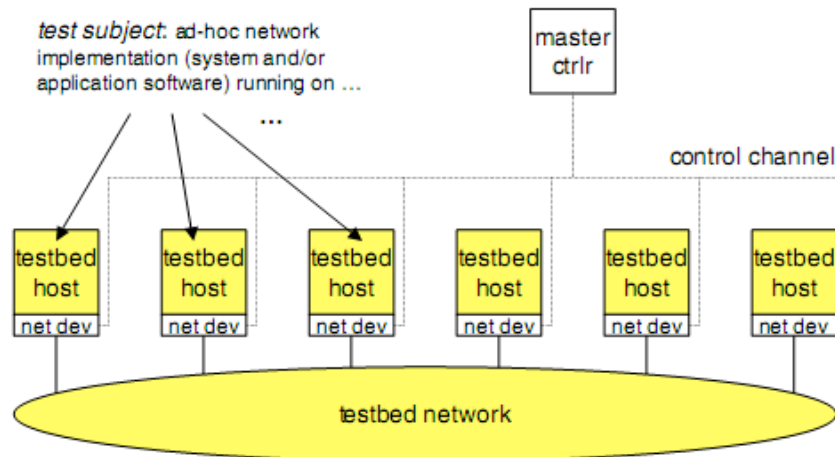 test subject: ad-hoc network
implementation (system and/or
application software) running on ...
...
master
ctrlr
control channel
testbed
host
net dev
testbed
host
net dev
testbed
host
net dev
testbed
host
net dev
testbed
host
net dev
testbed
host
net dev
testbed network